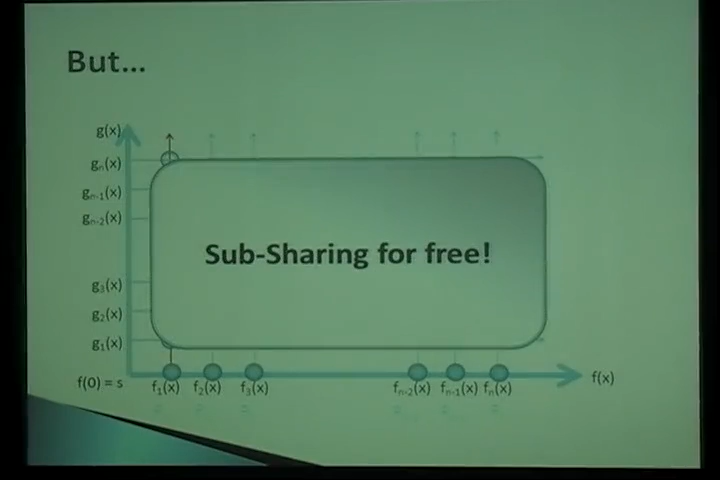 But...
g(x)
gₙ(x)
gₙ₋₁(x)
gₙ₋₂(x)
Sub-Sharing for free!
g₃(x)
g₂(x)
g₁(x)
f(0) = s
f₁(x) f₂(x) f₃(x) fₙ₋₂(x) fₙ₋₁(x) fₙ(x) f(x)